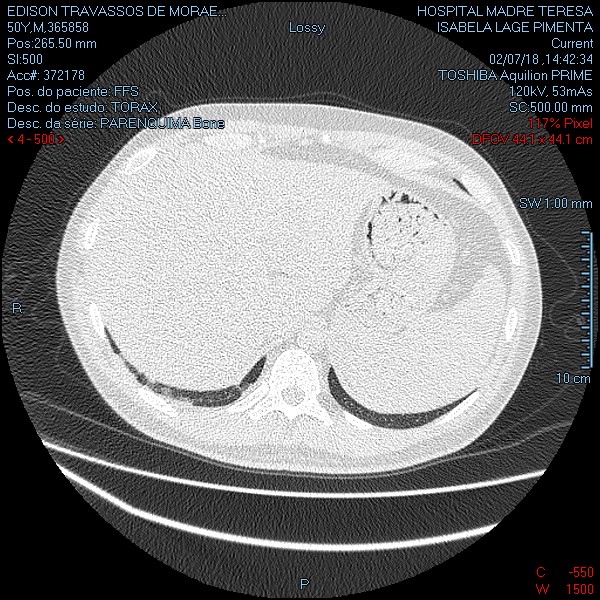 EDISON TRAVASSOS DE MORAE...
50Y,M,365858
Pos:265.50 mm
SI:500
Acc#: 372178
Pos. do paciente: FFS
Desc. do estudo: TORAX
Desc. da série: PARENQUIMA Bone
< 4 - 500 >
Lossy
HOSPITAL MADRE TERESA
ISABELA LAGE PIMENTA
Current
02/07/18 ,14:42:34
TOSHIBA Aquilion PRIME
120kV, 53mAs
SC:500.00 mm
117% Pixel
DFOV 44.1 x 44.1 cm
SW:1.00 mm
R
10 cm
P
C -550
W 1500